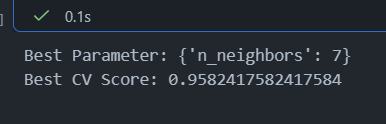 0.1s
Best Parameter: {'n_neighbors': 7}
Best CV Score: 0.9582417582417584